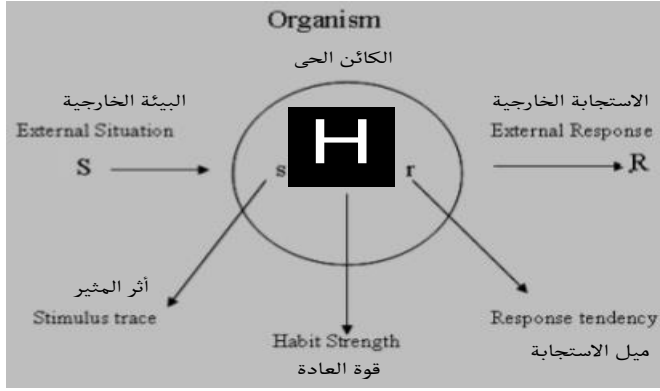 Organism
الكائن الحى
البيئة الخارجية
External Situation
الاستجابة الخارجية
External Response
S
s
H
r
R
أثر المثير
Stimulus trace
Habit Strength
قوة العادة
Response tendency
ميل الاستجابة